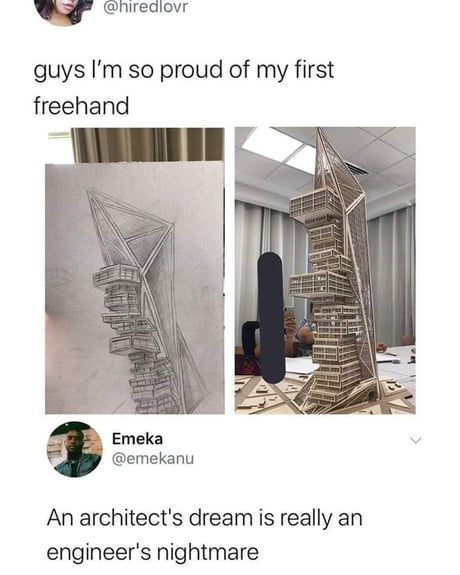 @hiredlovr
guys I'm so proud of my first
freehand
Emeka
@emekanu
An architect's dream is really an
engineer's nightmare